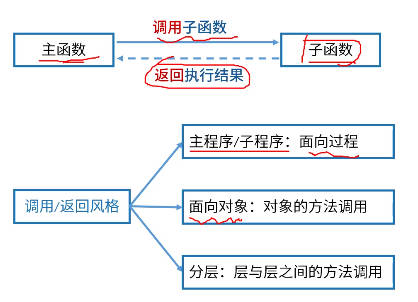 调用子函数
主函数
子函数
返回执行结果
主程序/子程序：面向过程
调用/返回风格
面向对象：对象的方法调用
分层：层与层之间的方法调用